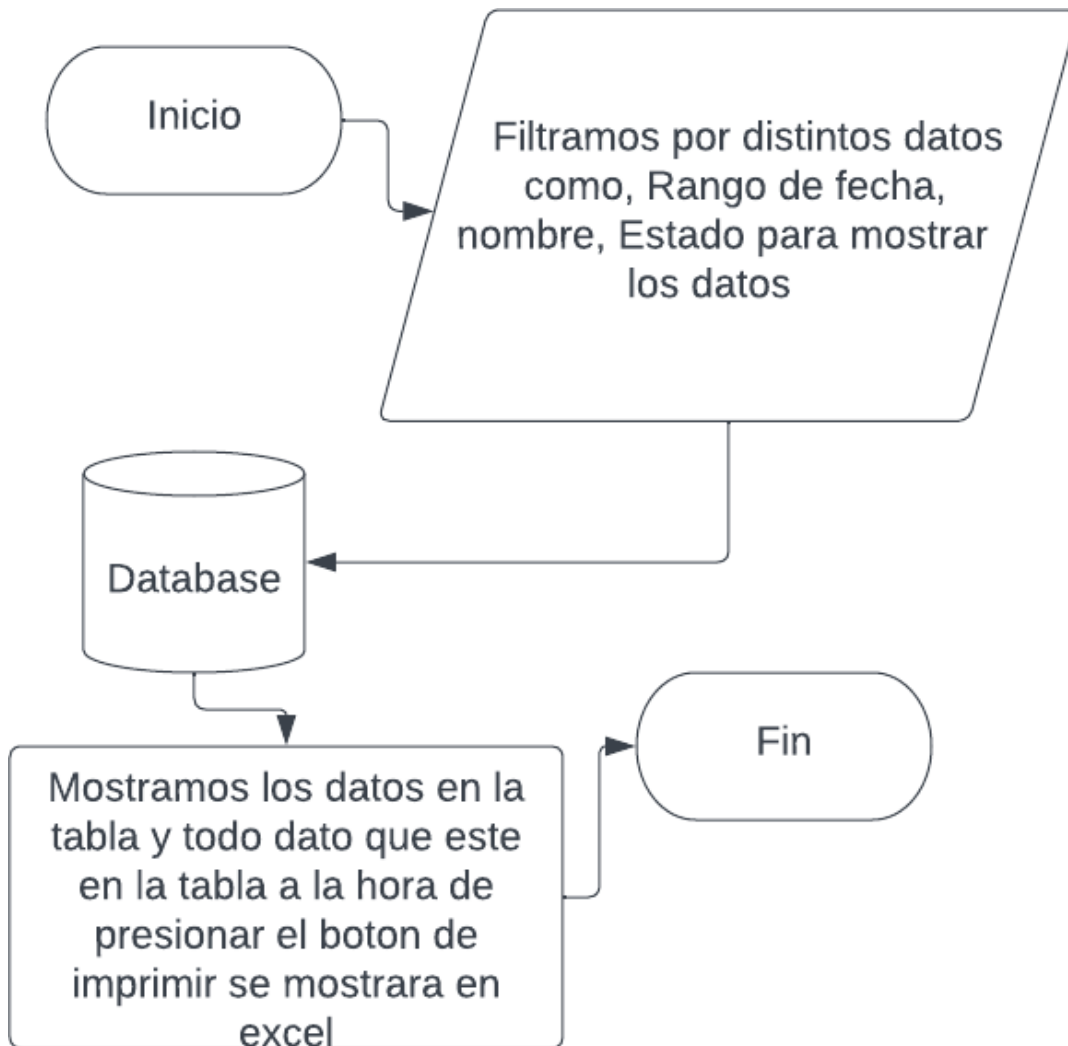 Inicio
Filtramos por distintos datos
como, Rango de fecha,
nombre, Estado para mostrar
los datos
Database
Mostramos los datos en la
tabla y todo dato que este
en la tabla a la hora de
presionar el boton de
imprimir se mostrara en
excel
Fin